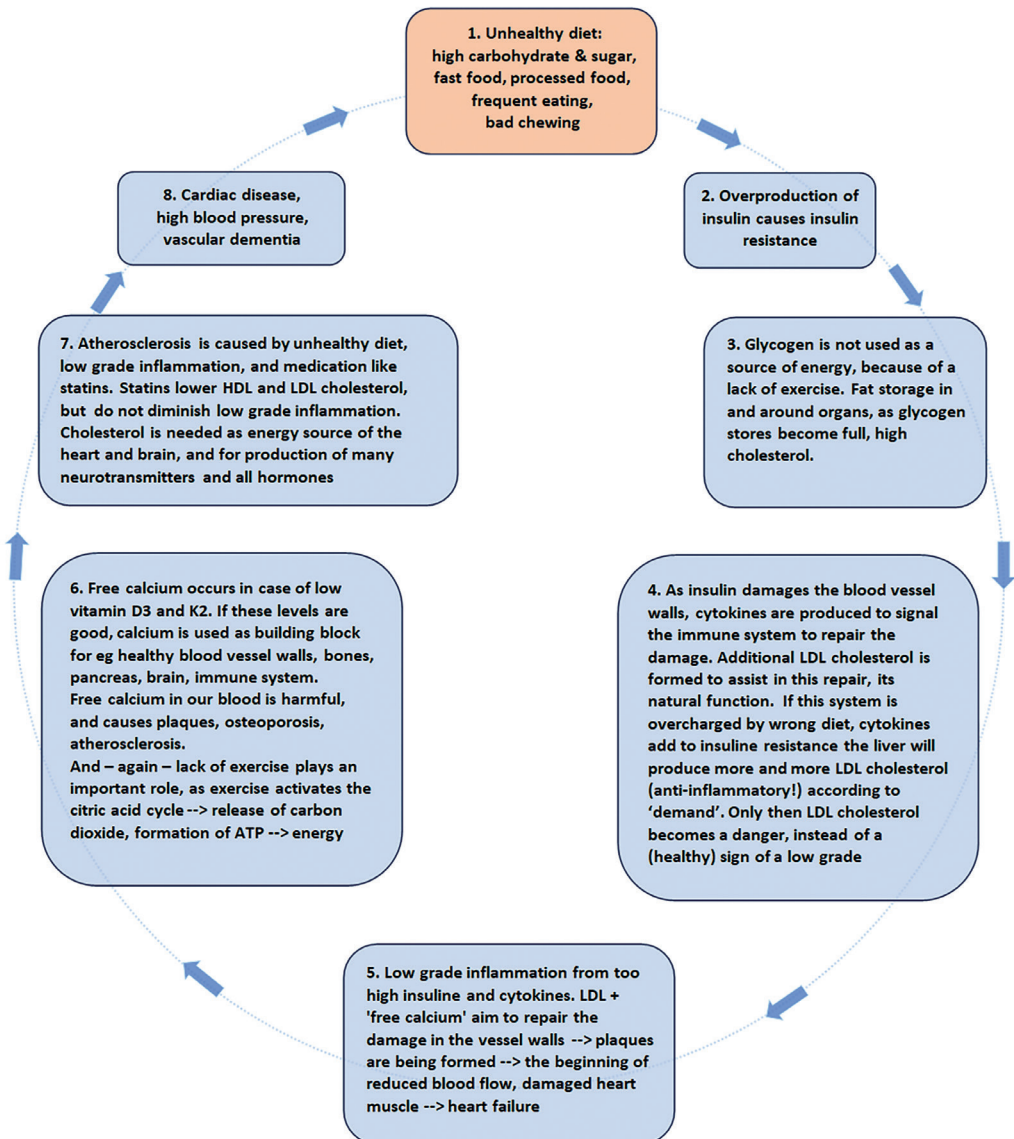 1. Unhealthy diet:
high carbohydrate & sugar,
fast food, processed food,
frequent eating,
bad chewing
2. Overproduction of
insulin causes insulin
resistance
3. Glycogen is not used as a
source of energy, because of a
lack of exercise. Fat storage in
and around organs, as glycogen
stores become full, high
cholesterol.
4. As insulin damages the blood vessel
walls, cytokines are produced to signal
the immune system to repair the
damage. Additional LDL cholesterol is
formed to assist in this repair, its
natural function. If this system is
overcharged by wrong diet, cytokines
add to insuline resistance the liver will
produce more and more LDL cholesterol
(anti-inflammatory!) according to
‘demand’. Only then LDL cholesterol
becomes a danger, instead of a
(healthy) sign of a low grade
5. Low grade inflammation from too
high insuline and cytokines. LDL +
'free calcium' aim to repair the
damage in the vessel walls --> plaques
are being formed --> the beginning of
reduced blood flow, damaged heart
muscle --> heart failure
6. Free calcium occurs in case of low
vitamin D3 and K2. If these levels are
good, calcium is used as building block
for eg healthy blood vessel walls, bones,
pancreas, brain, immune system.
Free calcium in our blood is harmful,
and causes plaques, osteoporosis,
atherosclerosis.
And – again – lack of exercise plays an
important role, as exercise activates the
citric acid cycle --> release of carbon
dioxide, formation of ATP --> energy
7. Atherosclerosis is caused by unhealthy diet,
low grade inflammation, and medication like
statins. Statins lower HDL and LDL cholesterol,
but do not diminish low grade inflammation.
Cholesterol is needed as energy source of the
heart and brain, and for production of many
neurotransmitters and all hormones
8. Cardiac disease,
high blood pressure,
vascular dementia